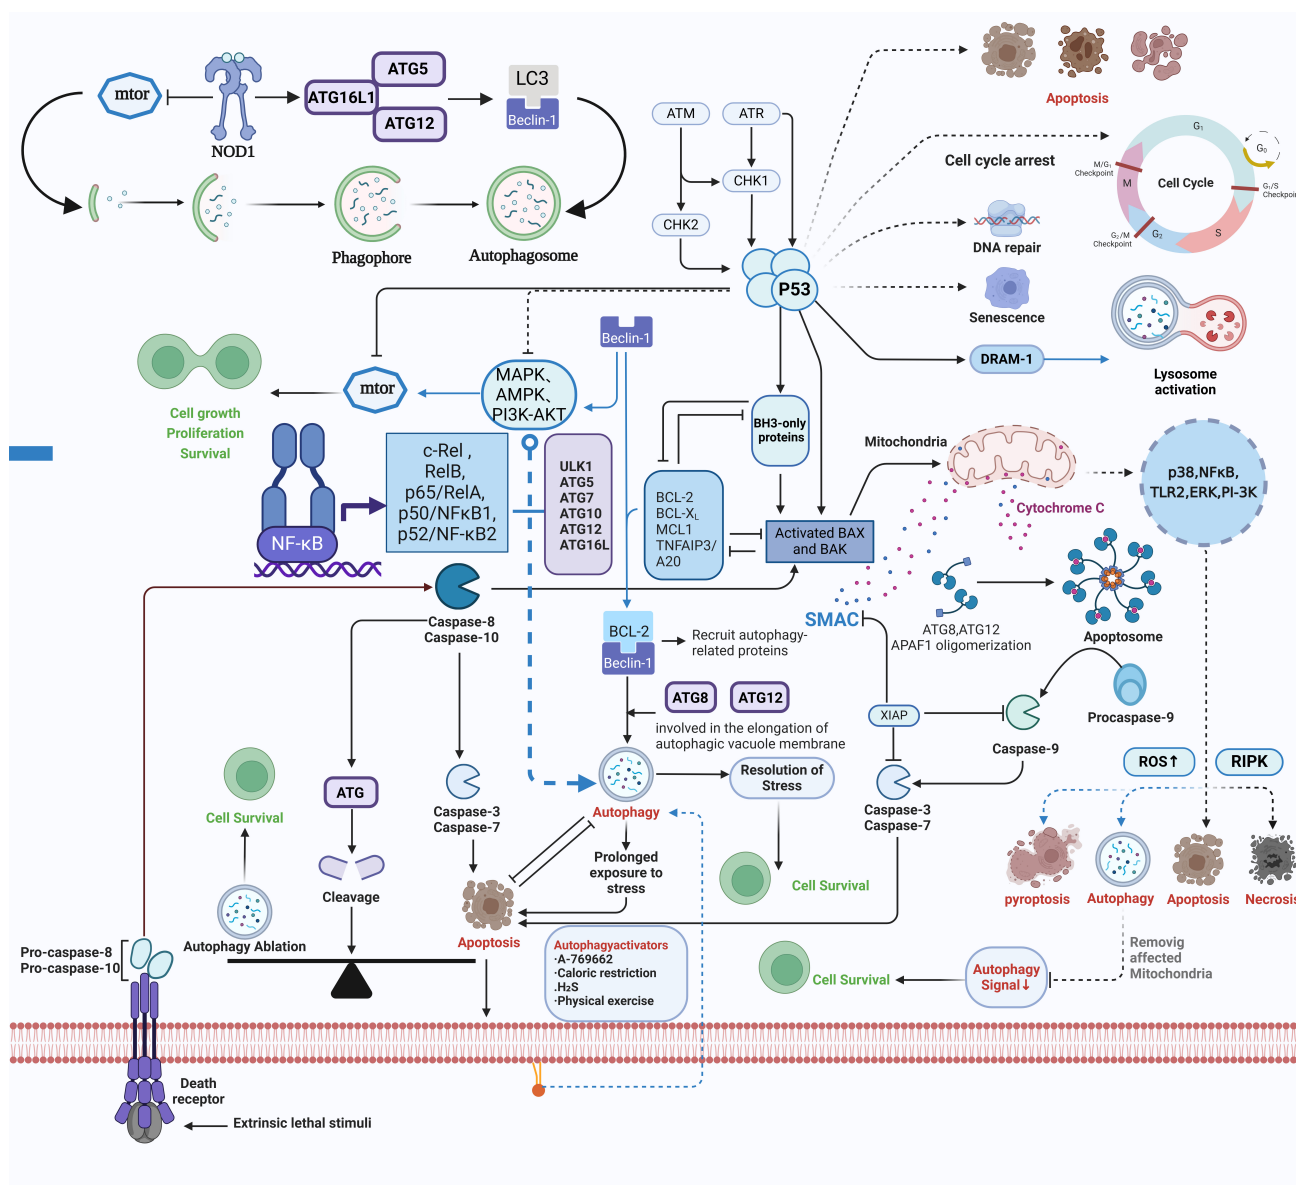 mtor
NOD1
ATG16L1
ATG5
ATG12
LC3
Beclin-1
Phagophore
Autophagosome
ATM
ATR
CHK1
CHK2
P53
Apoptosis
Cell cycle arrest
G₁
G₀
M/G₁
Checkpoint
G₁/S
Checkpoint
M
Cell Cycle
G₂/M
Checkpoint
G₂
S
DNA repair
Senescence
DRAM-1
Lysosome
activation
Beclin-1
MAPK、
AMPK、
PI3K-AKT
mtor
Cell growth
Proliferation
Survival
NF-κB
c-Rel ,
RelB,
p65/RelA,
p50/NFκB1,
p52/NF-κB2
ULK1
ATG5
ATG7
ATG10
ATG12
ATG16L
BCL-2
BCL-X_L
MCL1
TNFAIP3/
A20
BH3-only
proteins
Activated BAX
and BAK
Mitochondria
Cytochrome C
p38,NFκB,
TLR2,ERK,PI-3K
SMAC
ATG8,ATG12
APAF1 oligomerization
Apoptosome
Procaspase-9
Caspase-8
Caspase-10
BCL-2
Beclin-1
Recruit autophagy-
related proteins
ATG8
ATG12
involved in the elongation of
autophagic vacuole membrane
XIAP
Caspase-9
Caspase-3
Caspase-7
Resolution of
Stress
Autophagy
Prolonged
exposure to
stress
Cell Survival
ROS↑
RIPK
pyroptosis
Autophagy
Apoptosis
Necrosis
Removig
affected
Mitochondria
Autophagy
Signal↓
Cell Survival
ATG
Cleavage
Caspase-3
Caspase-7
Apoptosis
Cell Survival
Autophagy Ablation
Autophagyactivators
·A-769662
·Caloric restriction
.H₂S
·Physical exercise
Pro-caspase-8
Pro-caspase-10
Death
receptor
Extrinsic lethal stimuli